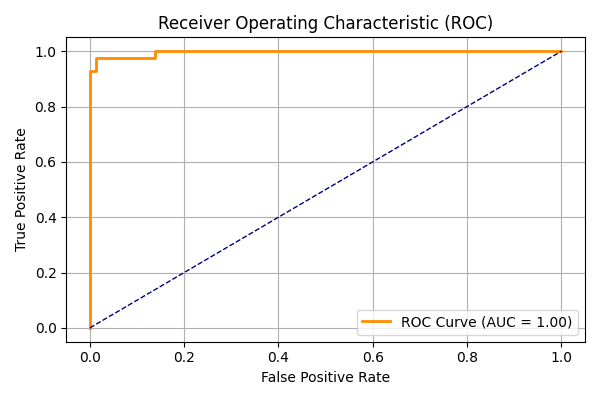 Receiver Operating Characteristic (ROC)
1.0
0.8
0.6
0.4
0.2
0.0
True Positive Rate
0.0 0.2 0.4 0.6 0.8 1.0
False Positive Rate
ROC Curve (AUC = 1.00)